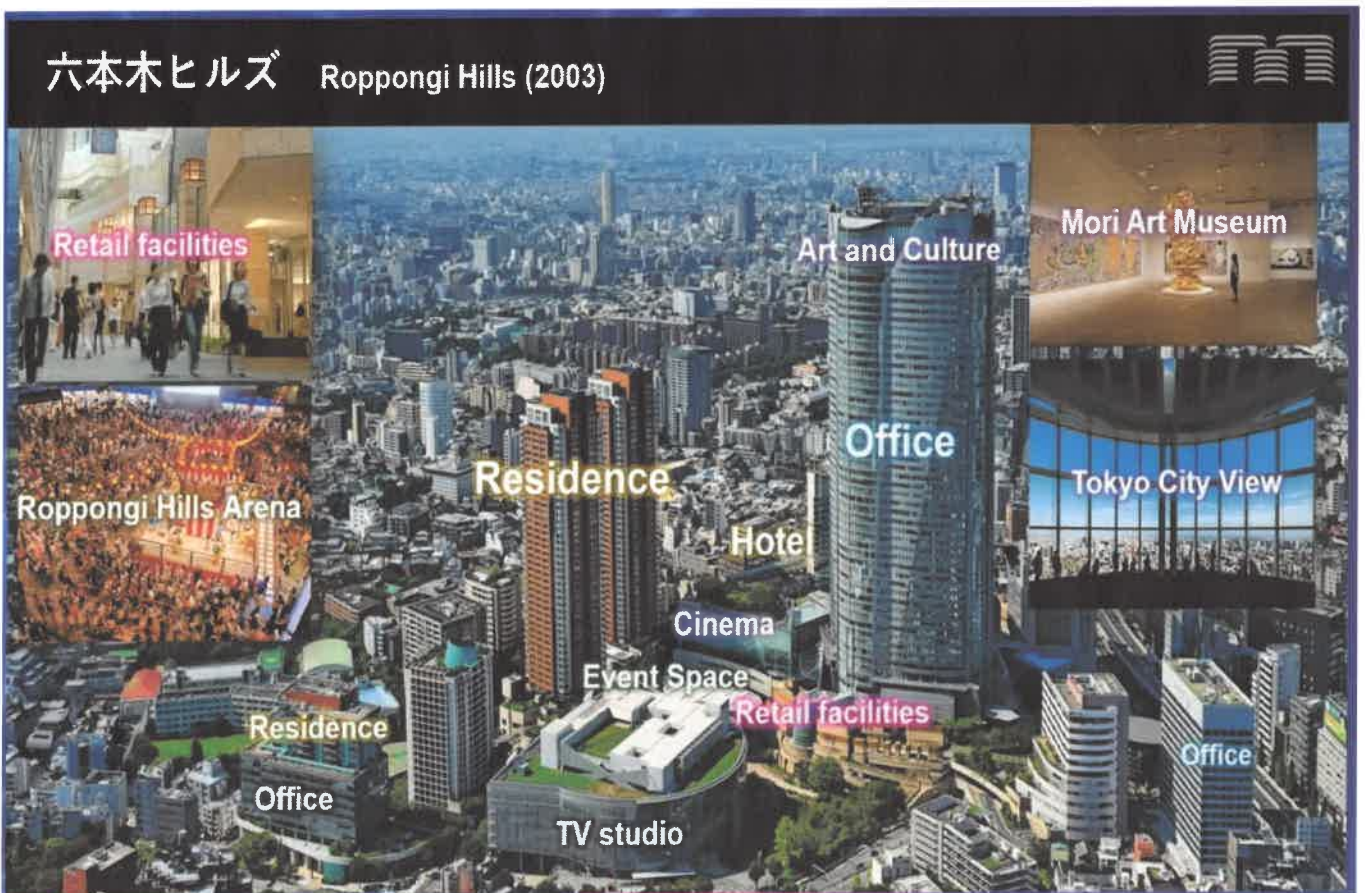 六本木ヒルズ Roppongi Hills (2003)
Retail facilities
Art and Culture
Mori Art Museum
Office
Residence
Tokyo City View
Roppongi Hills Arena
Hotel
Cinema
Event Space
Retail facilities
Residence
Office
Office
TV studio